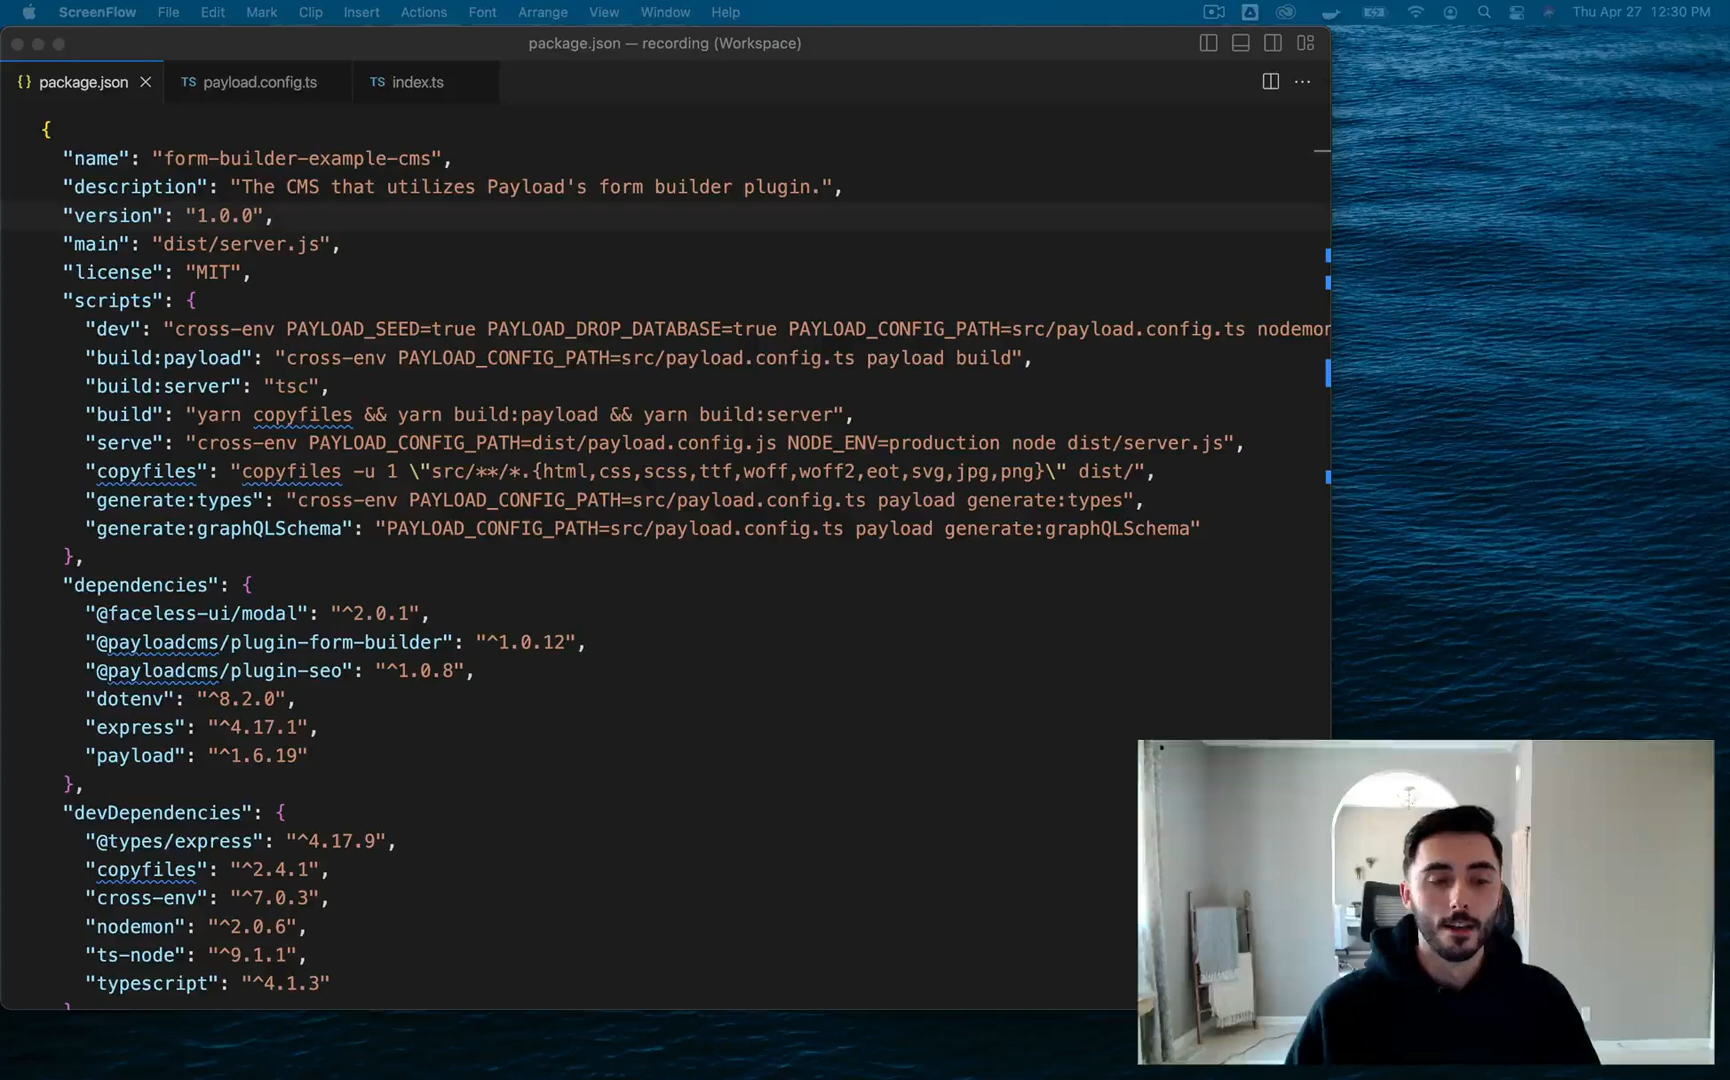 ScreenFlow File Edit Mark Clip Insert Actions Font Arrange View Window Help Thu Apr 27 12:30 PM
package.json — recording (Workspace)
{} package.json TS payload.config.ts TS index.ts
{
"name": "form-builder-example-cms",
"description": "The CMS that utilizes Payload's form builder plugin.",
"version": "1.0.0",
"main": "dist/server.js",
"license": "MIT",
"scripts": {
"dev": "cross-env PAYLOAD_SEED=true PAYLOAD_DROP_DATABASE=true PAYLOAD_CONFIG_PATH=src/payload.config.ts nodemon
"build:payload": "cross-env PAYLOAD_CONFIG_PATH=src/payload.config.ts payload build",
"build:server": "tsc",
"build": "yarn copyfiles && yarn build:payload && yarn build:server",
"serve": "cross-env PAYLOAD_CONFIG_PATH=dist/payload.config.js NODE_ENV=production node dist/server.js",
"copyfiles": "copyfiles -u 1 \"src/**/*.{html,css,scss,ttf,woff,woff2,eot,svg,jpg,png}\" dist/",
"generate:types": "cross-env PAYLOAD_CONFIG_PATH=src/payload.config.ts payload generate:types",
"generate:graphQLSchema": "PAYLOAD_CONFIG_PATH=src/payload.config.ts payload generate:graphQLSchema"
},
"dependencies": {
"@faceless-ui/modal": "^2.0.1",
"@payloadcms/plugin-form-builder": "^1.0.12",
"@payloadcms/plugin-seo": "^1.0.8",
"dotenv": "^8.2.0",
"express": "^4.17.1",
"payload": "^1.6.19"
},
"devDependencies": {
"@types/express": "^4.17.9",
"copyfiles": "^2.4.1",
"cross-env": "^7.0.3",
"nodemon": "^2.0.6",
"ts-node": "^9.1.1",
"typescript": "^4.1.3"
}